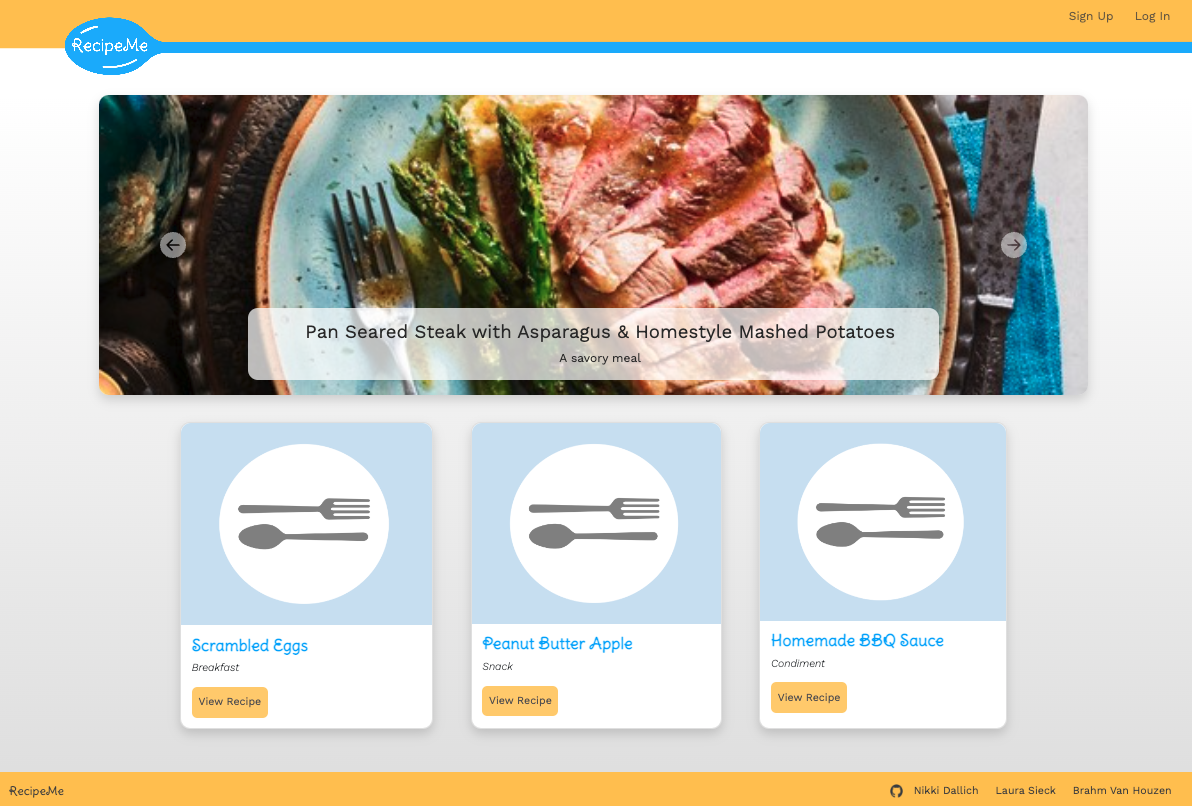 Sign Up Log In
RecipeMe
Pan Seared Steak with Asparagus & Homestyle Mashed Potatoes
A savory meal
Scrambled Eggs
Breakfast
View Recipe
Peanut Butter Apple
Snack
View Recipe
Homemade BBQ Sauce
Condiment
View Recipe
RecipeMe
Nikki Dallich Laura Sieck Brahm Van Houzen